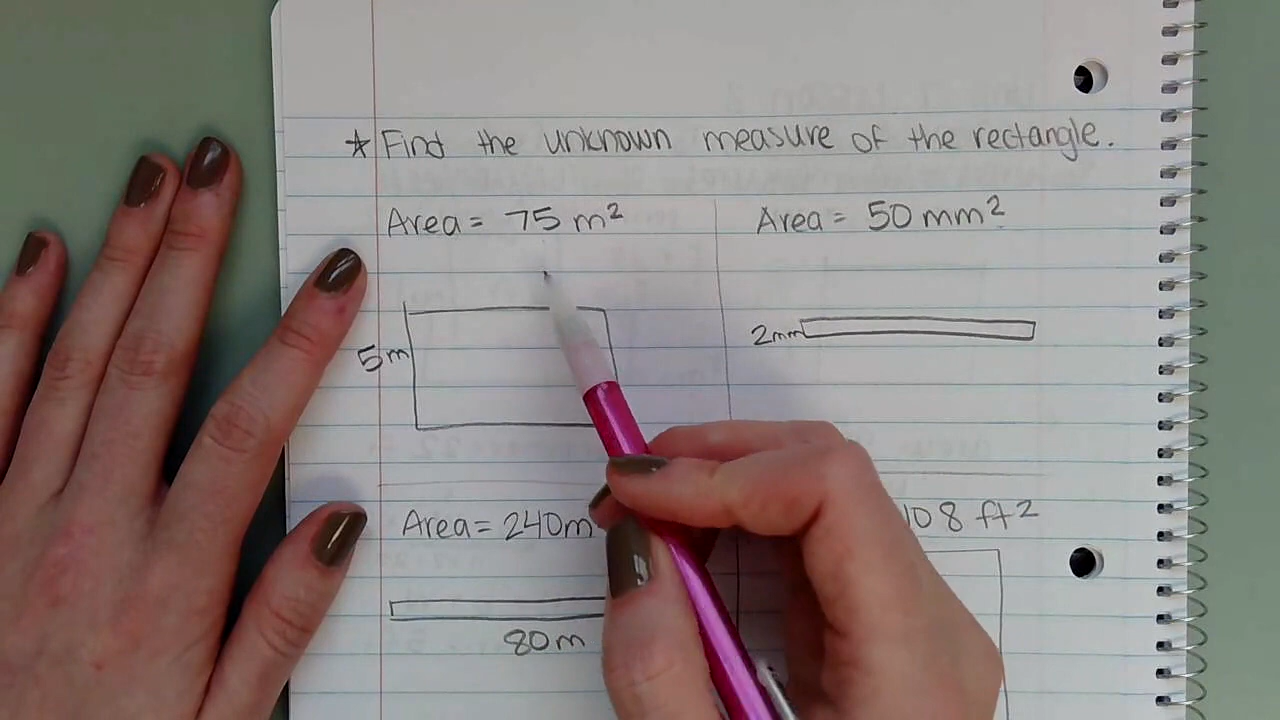 ☆ Find the unknown measure of the rectangle.
Area = 75 m²
Area = 50 mm²
5m
2mm
Area = 240m
108 ft²
80m